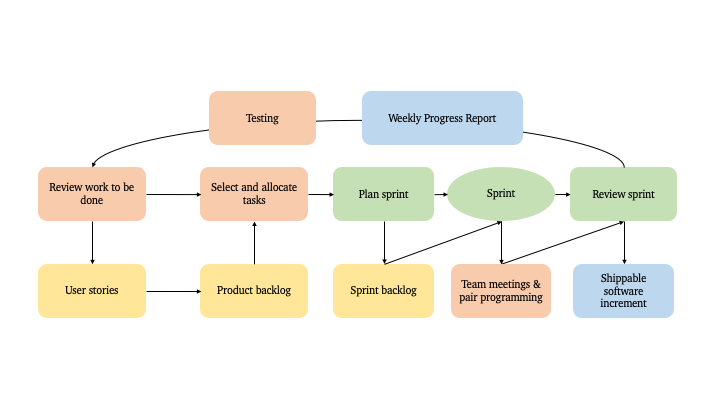 Testing
Weekly Progress Report
Review work to be
done
Select and allocate
tasks
Plan sprint
Sprint
Review sprint
User stories
Product backlog
Sprint backlog
Team meetings &
pair programming
Shippable
software
increment